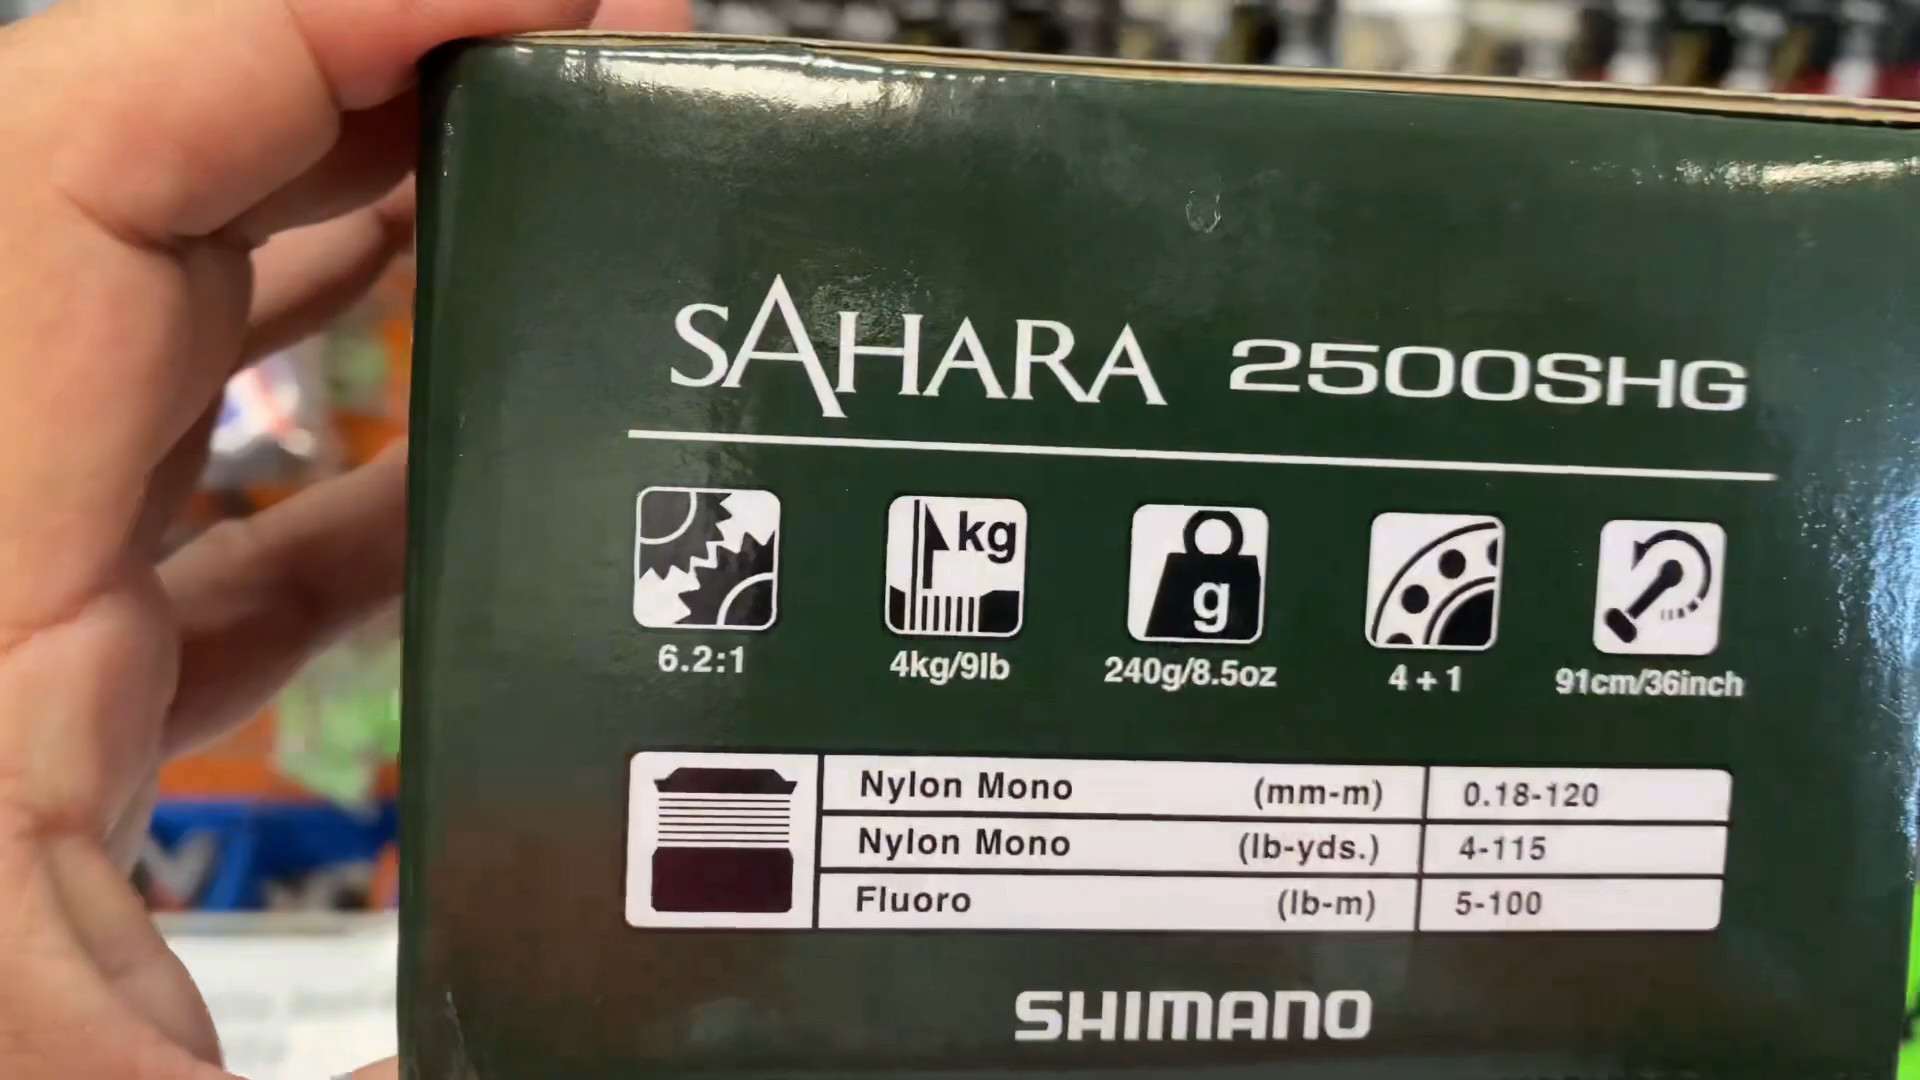 SAHARA 2500SHG
kg
g
6.2:1 4kg/9lb 240g/8.5oz 4+1 91cm/36inch
Nylon Mono (mm-m) 0.18-120
Nylon Mono (lb-yds.) 4-115
Fluoro (lb-m) 5-100
SHIMANO